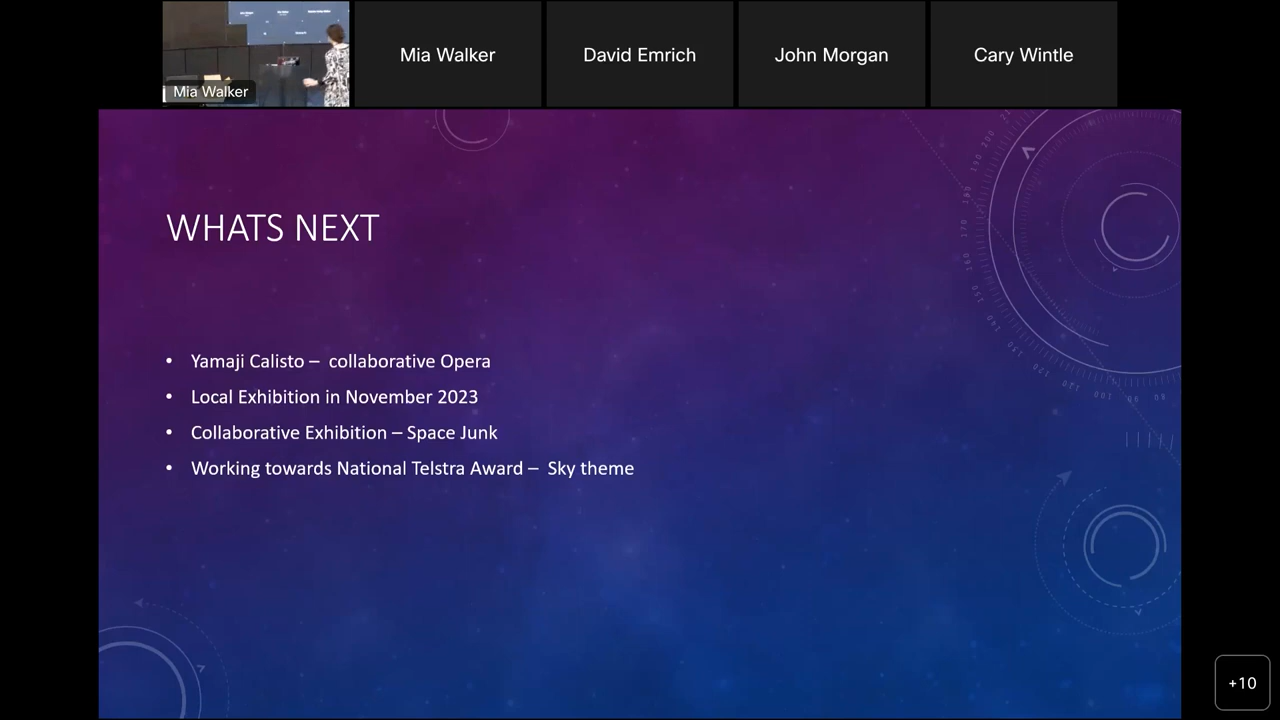 Mia Walker
Mia Walker
David Emrich
John Morgan
Cary Wintle
WHATS NEXT
• Yamaji Calisto – collaborative Opera
• Local Exhibition in November 2023
• Collaborative Exhibition – Space Junk
• Working towards National Telstra Award – Sky theme
+10